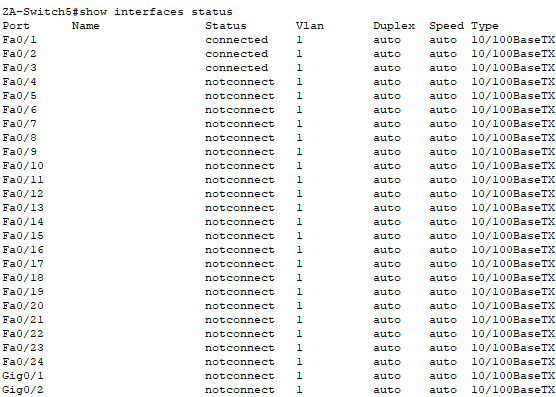 ZA-Switch5#show interfaces status
Port Name Status Vlan Duplex Speed Type
Fa0/1 connected 1 auto auto 10/100BaseTX
Fa0/2 connected 1 auto auto 10/100BaseTX
Fa0/3 connected 1 auto auto 10/100BaseTX
Fa0/4 notconnect 1 auto auto 10/100BaseTX
Fa0/5 notconnect 1 auto auto 10/100BaseTX
Fa0/6 notconnect 1 auto auto 10/100BaseTX
Fa0/7 notconnect 1 auto auto 10/100BaseTX
Fa0/8 notconnect 1 auto auto 10/100BaseTX
Fa0/9 notconnect 1 auto auto 10/100BaseTX
Fa0/10 notconnect 1 auto auto 10/100BaseTX
Fa0/11 notconnect 1 auto auto 10/100BaseTX
Fa0/12 notconnect 1 auto auto 10/100BaseTX
Fa0/13 notconnect 1 auto auto 10/100BaseTX
Fa0/14 notconnect 1 auto auto 10/100BaseTX
Fa0/15 notconnect 1 auto auto 10/100BaseTX
Fa0/16 notconnect 1 auto auto 10/100BaseTX
Fa0/17 notconnect 1 auto auto 10/100BaseTX
Fa0/18 notconnect 1 auto auto 10/100BaseTX
Fa0/19 notconnect 1 auto auto 10/100BaseTX
Fa0/20 notconnect 1 auto auto 10/100BaseTX
Fa0/21 notconnect 1 auto auto 10/100BaseTX
Fa0/22 notconnect 1 auto auto 10/100BaseTX
Fa0/23 notconnect 1 auto auto 10/100BaseTX
Fa0/24 notconnect 1 auto auto 10/100BaseTX
Gig0/1 notconnect 1 auto auto 10/100BaseTX
Gig0/2 notconnect 1 auto auto 10/100BaseTX